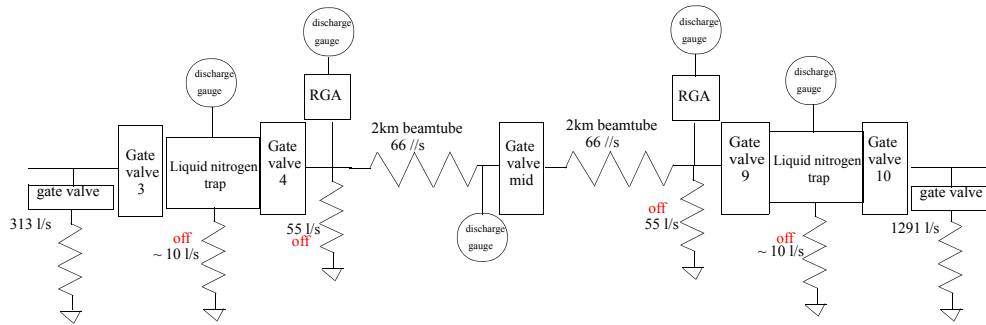 discharge
gauge
discharge
gauge
RGA
Gate
valve
3
Liquid nitrogen
trap
Gate
valve
4
gate valve
313 l/s
off
~ 10 l/s
55 l/s
off
2km beamtube
66 //s
discharge
gauge
Gate
valve
mid
2km beamtube
66 //s
discharge
gauge
RGA
off
55 l/s
Gate
valve
9
discharge
gauge
Liquid nitrogen
trap
off
~ 10 l/s
Gate
valve
10
gate valve
1291 l/s